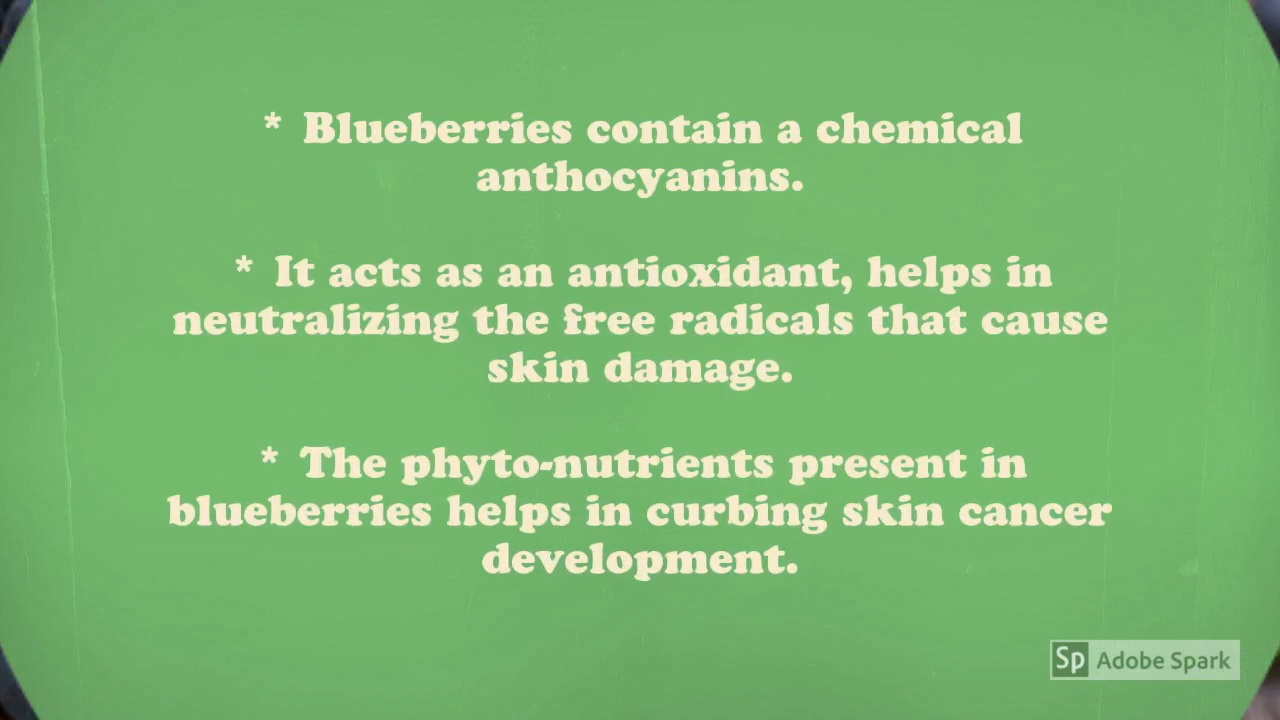 * Blueberries contain a chemical
anthocyanins.
* It acts as an antioxidant, helps in
neutralizing the free radicals that cause
skin damage.
* The phyto-nutrients present in
blueberries helps in curbing skin cancer
development.
Sp Adobe Spark